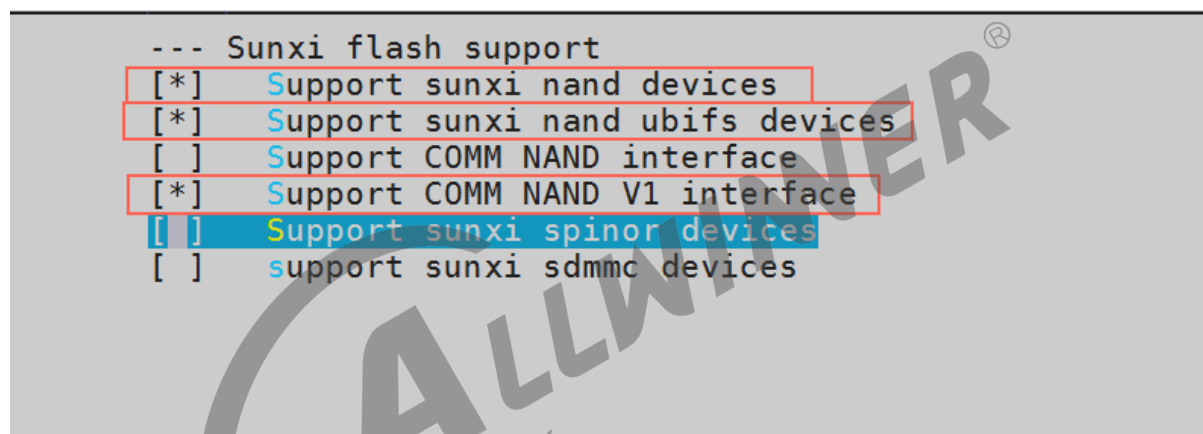 --- Sunxi flash support
[*] Support sunxi nand devices
[*] Support sunxi nand ubifs devices
[ ] Support COMM NAND interface
[*] Support COMM NAND V1 interface
[ ] Support sunxi spinor devices
[ ] support sunxi sdmmc devices
ALLWINNER®